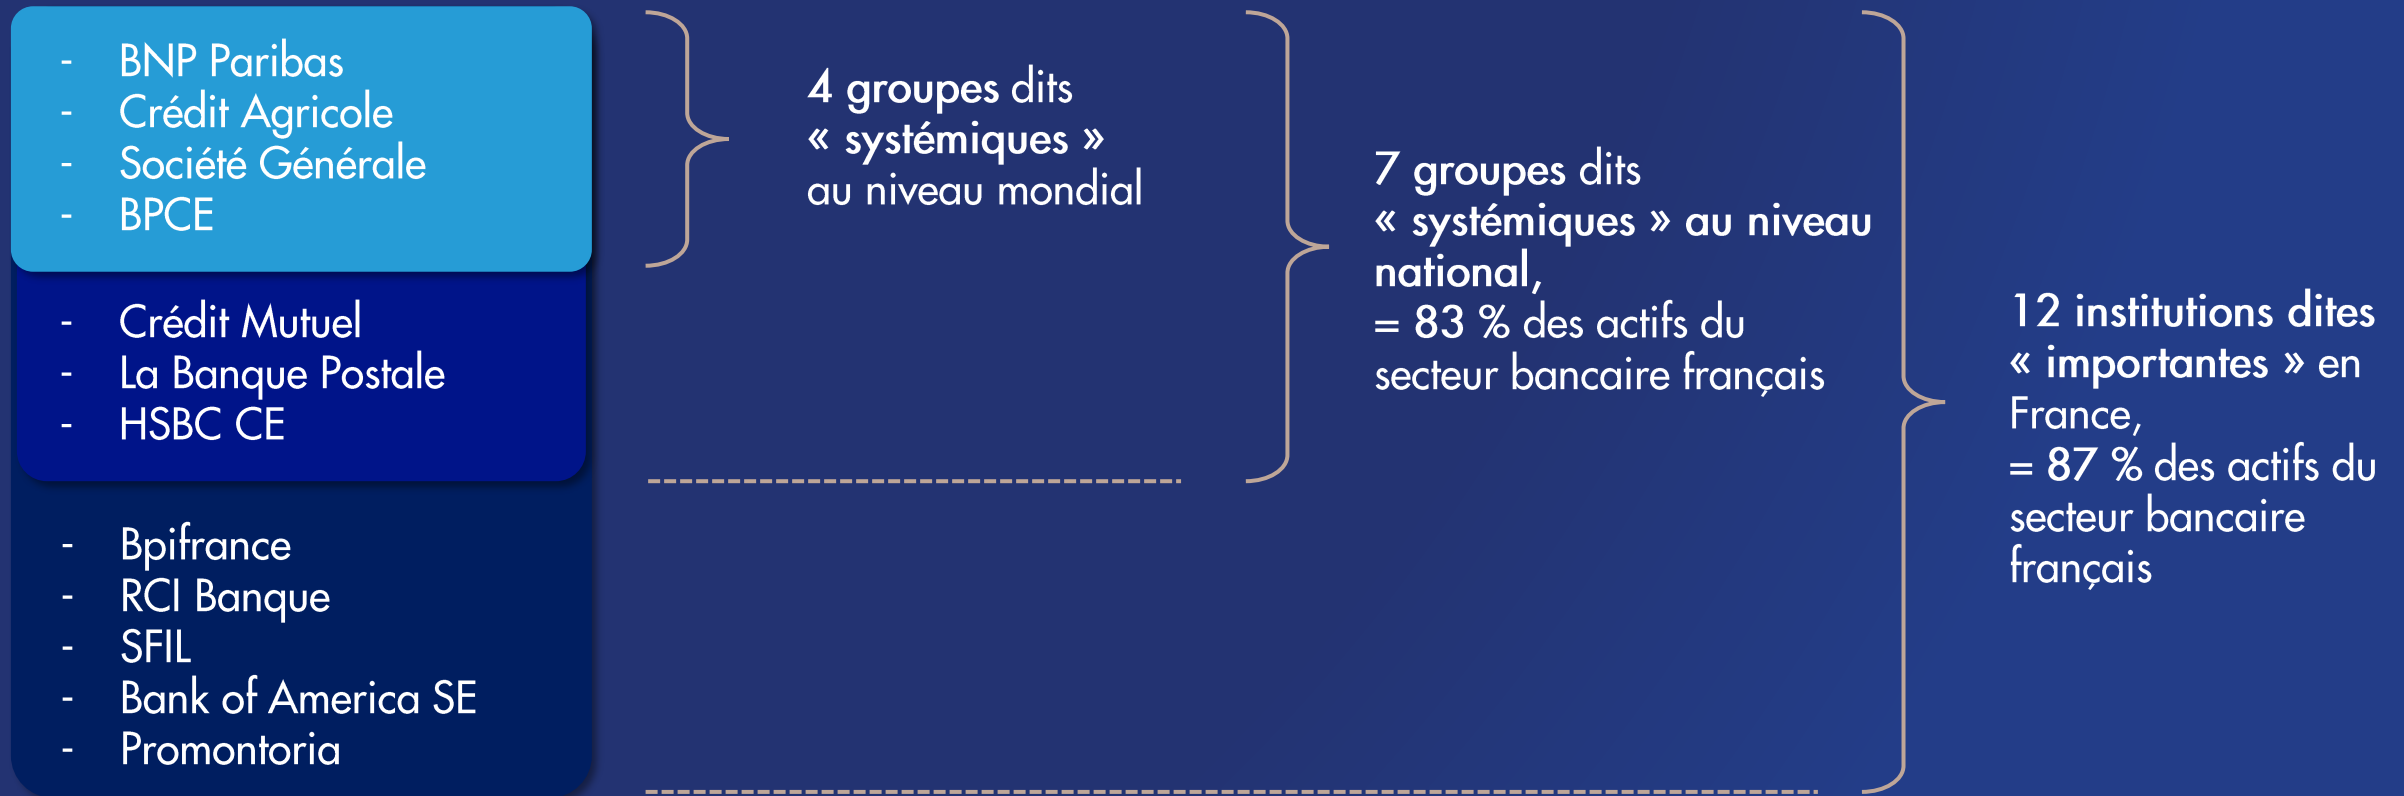 - BNP Paribas
- Crédit Agricole
- Société Générale
- BPCE
- Crédit Mutuel
- La Banque Postale
- HSBC CE
- Bpifrance
- RCI Banque
- SFIL
- Bank of America SE
- Promontoria
4 groupes dits
« systémiques »
au niveau mondial
7 groupes dits
« systémiques » au niveau
national,
= 83 % des actifs du
secteur bancaire français
12 institutions dites
« importantes » en
France,
= 87 % des actifs du
secteur bancaire
français